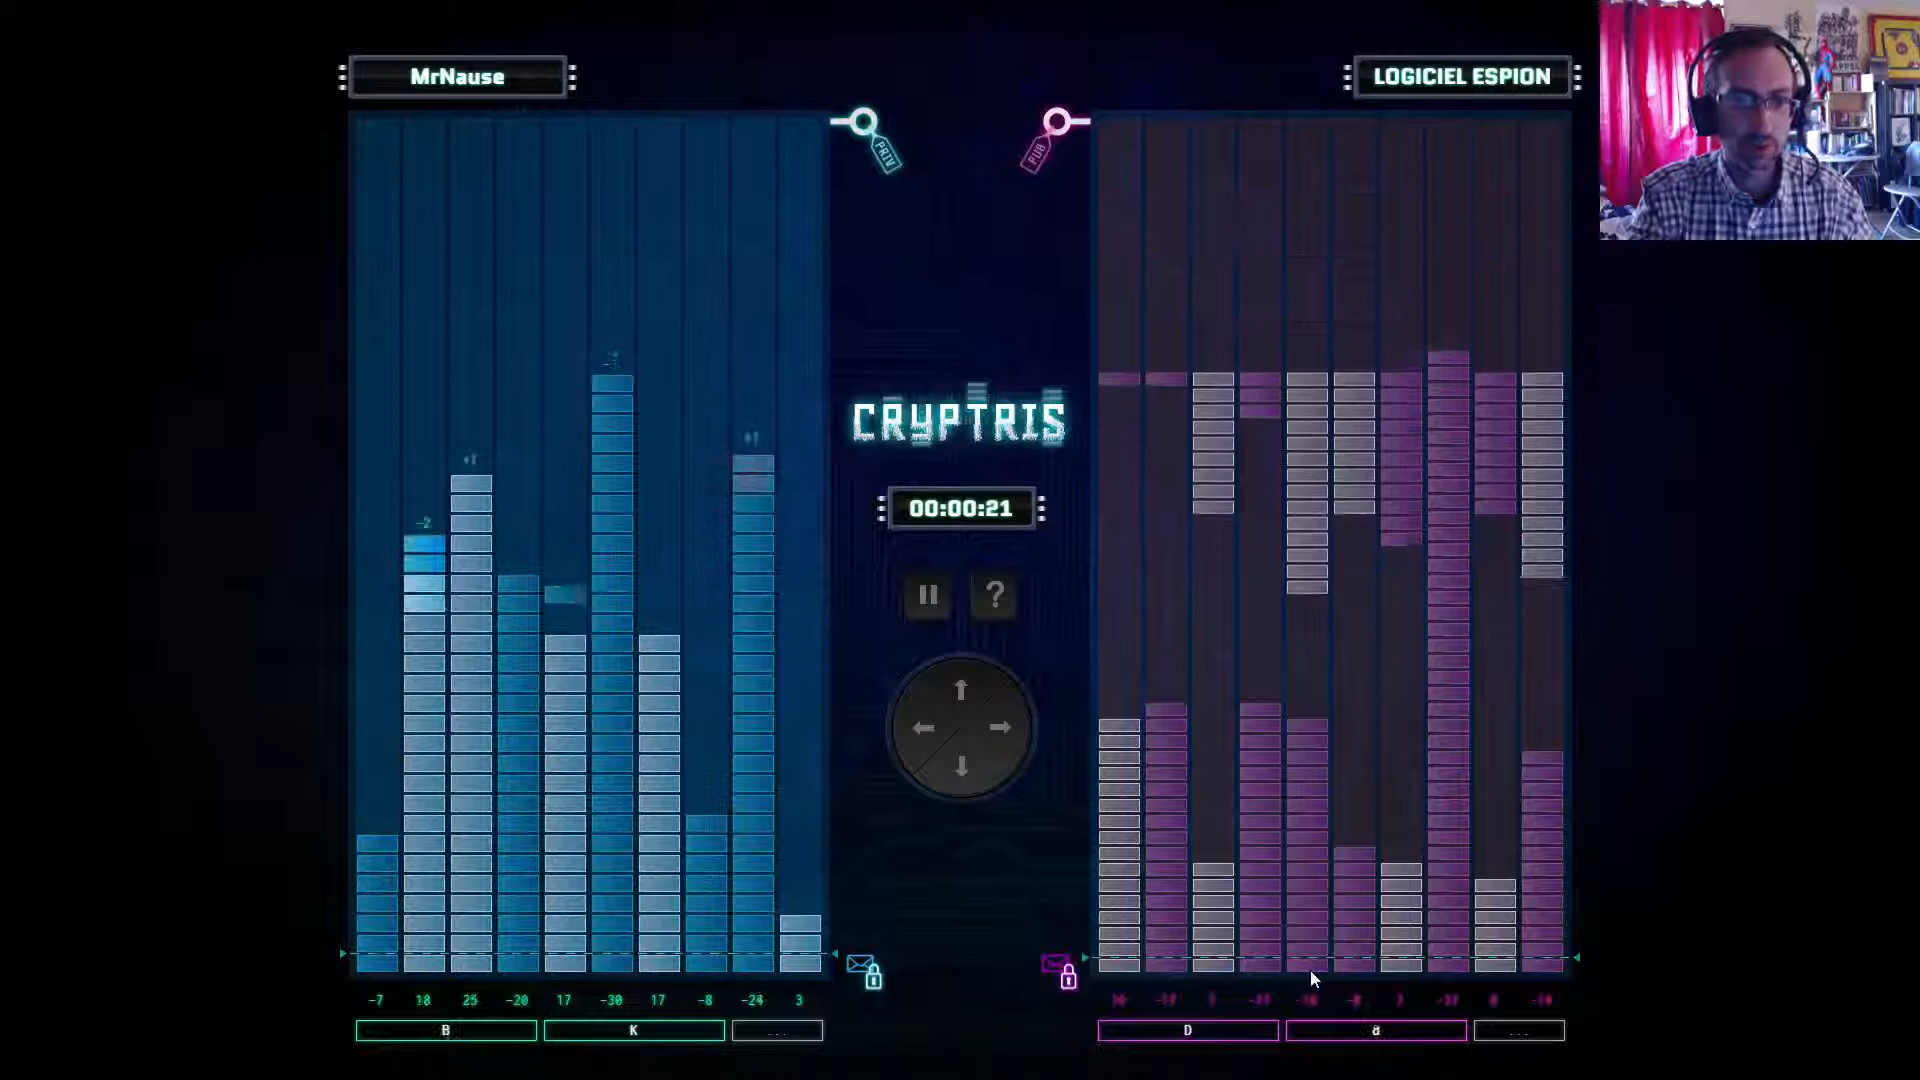 MrNause
LOGICIEL ESPION
PRIV
PUB
CRYPTRIS
+1
-2
+1
00:00:21
?
-7 18 25 -20 17 -30 17 -8 -24 3
B K ...
D a ...